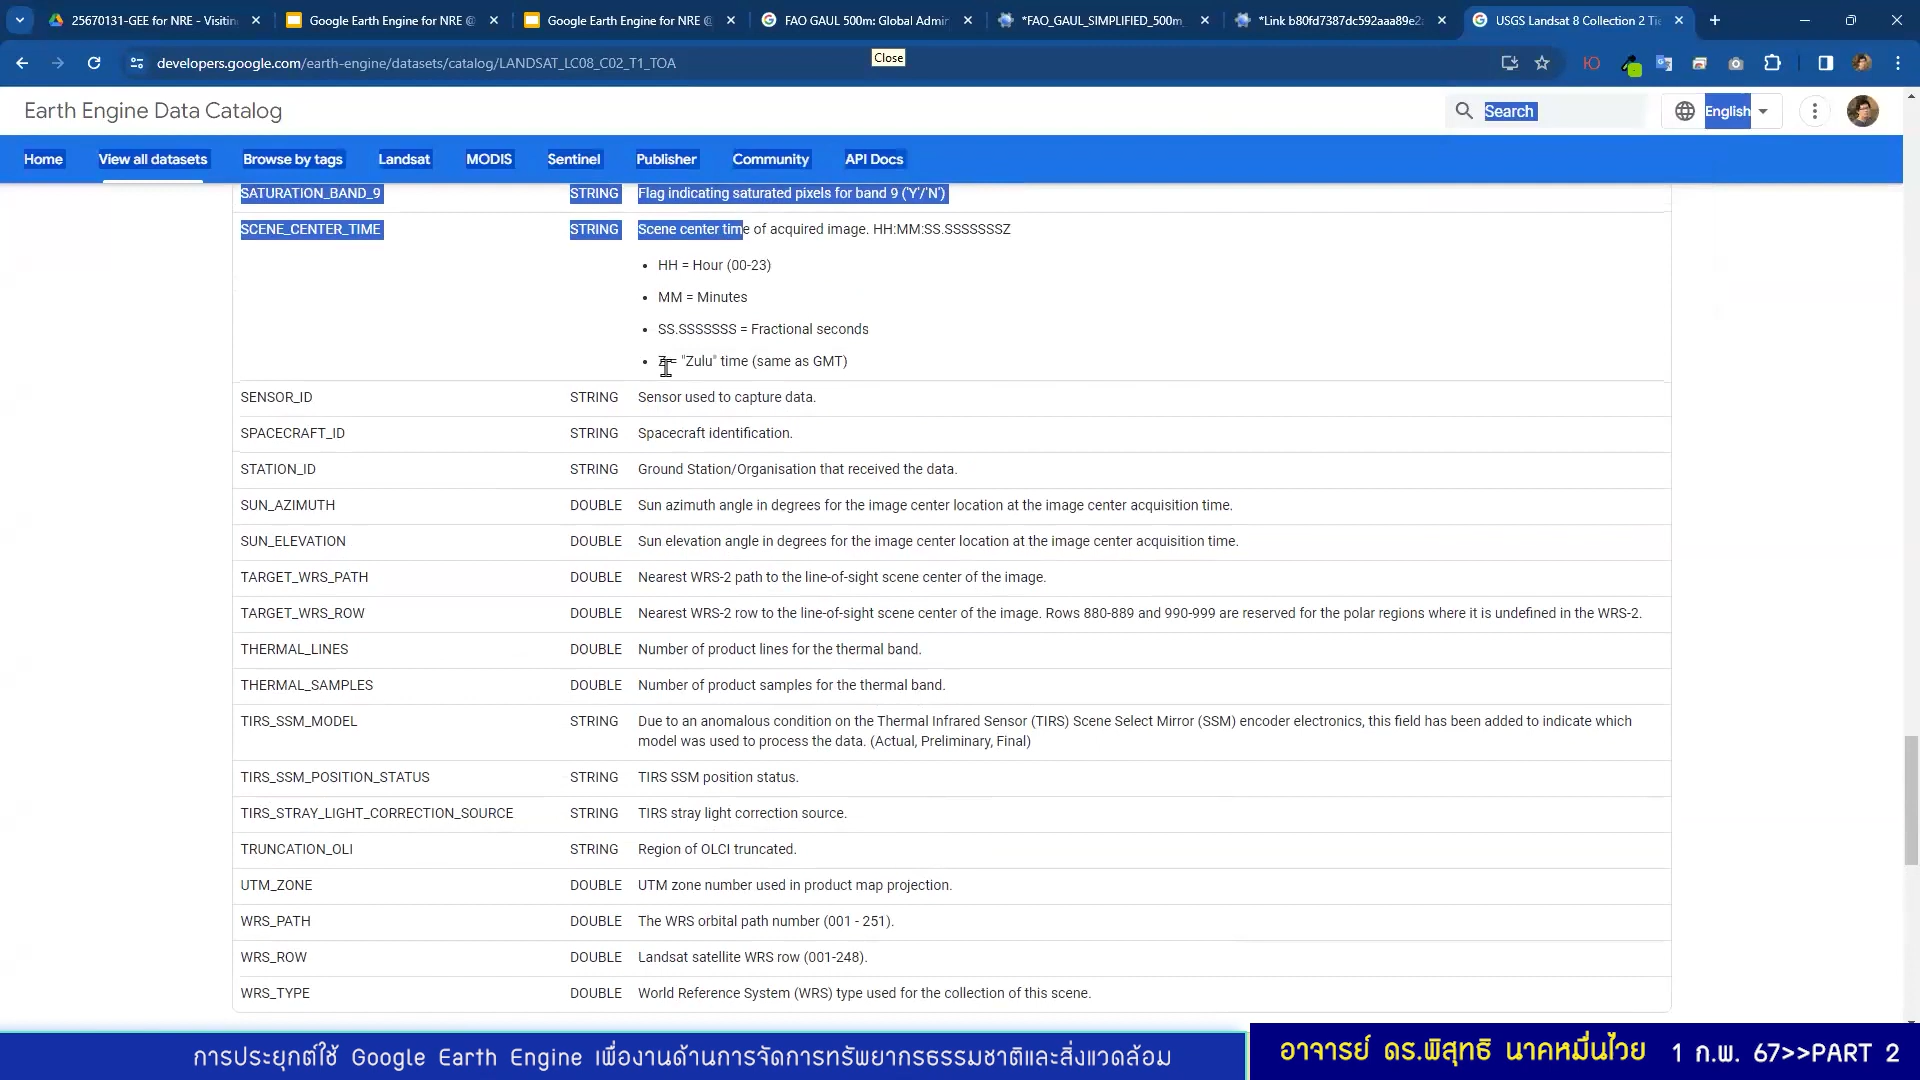 25670131-GEE for NRE - Visitin
Google Earth Engine for NRE @
Google Earth Engine for NRE @
FAO GAUL 500m: Global Admin
*FAO_GAUL_SIMPLIFIED_500m_
*Link b80fd7387dc592aaa89e2
USGS Landsat 8 Collection 2 Tie
developers.google.com/earth-engine/datasets/catalog/LANDSAT_LC08_C02_T1_TOA
Close
Earth Engine Data Catalog
Search
English
Home
View all datasets
Browse by tags
Landsat
MODIS
Sentinel
Publisher
Community
API Docs
SATURATION_BAND_9 STRING Flag indicating saturated pixels for band 9 ('Y'/'N')
SCENE_CENTER_TIME STRING Scene center time of acquired image. HH:MM:SS.SSSSSSSZ
• HH = Hour (00-23)
• MM = Minutes
• SS.SSSSSSS = Fractional seconds
• Z = "Zulu" time (same as GMT)
SENSOR_ID STRING Sensor used to capture data.
SPACECRAFT_ID STRING Spacecraft identification.
STATION_ID STRING Ground Station/Organisation that received the data.
SUN_AZIMUTH DOUBLE Sun azimuth angle in degrees for the image center location at the image center acquisition time.
SUN_ELEVATION DOUBLE Sun elevation angle in degrees for the image center location at the image center acquisition time.
TARGET_WRS_PATH DOUBLE Nearest WRS-2 path to the line-of-sight scene center of the image.
TARGET_WRS_ROW DOUBLE Nearest WRS-2 row to the line-of-sight scene center of the image. Rows 880-889 and 990-999 are reserved for the polar regions where it is undefined in the WRS-2.
THERMAL_LINES DOUBLE Number of product lines for the thermal band.
THERMAL_SAMPLES DOUBLE Number of product samples for the thermal band.
TIRS_SSM_MODEL STRING Due to an anomalous condition on the Thermal Infrared Sensor (TIRS) Scene Select Mirror (SSM) encoder electronics, this field has been added to indicate which
model was used to process the data. (Actual, Preliminary, Final)
TIRS_SSM_POSITION_STATUS STRING TIRS SSM position status.
TIRS_STRAY_LIGHT_CORRECTION_SOURCE STRING TIRS stray light correction source.
TRUNCATION_OLI STRING Region of OLCI truncated.
UTM_ZONE DOUBLE UTM zone number used in product map projection.
WRS_PATH DOUBLE The WRS orbital path number (001 - 251).
WRS_ROW DOUBLE Landsat satellite WRS row (001-248).
WRS_TYPE DOUBLE World Reference System (WRS) type used for the collection of this scene.
การประยุกต์ใช้ Google Earth Engine เพื่องานด้านการจัดการทรัพยากรธรรมชาติและสิ่งแวดล้อม
อาจารย์ ดร.พิสุทธิ์ นาคหมื่นไวย 1 ก.พ. 67>>PART 2